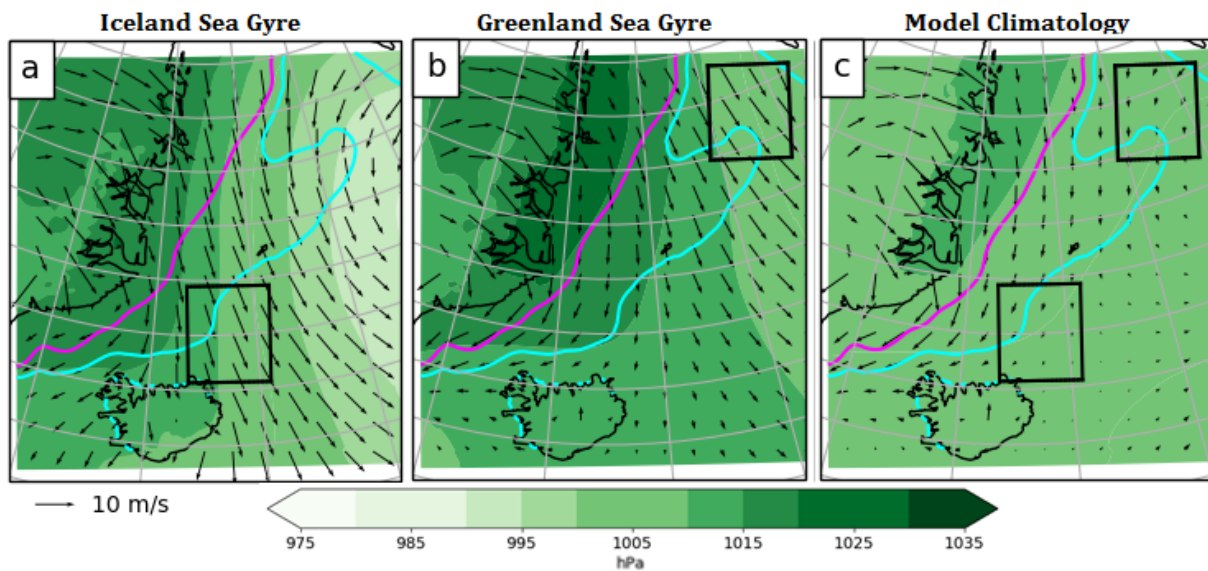 Iceland Sea Gyre
Greenland Sea Gyre
Model Climatology
a
b
c
10 m/s
975
985
995
1005
1015
1025
1035
hPa